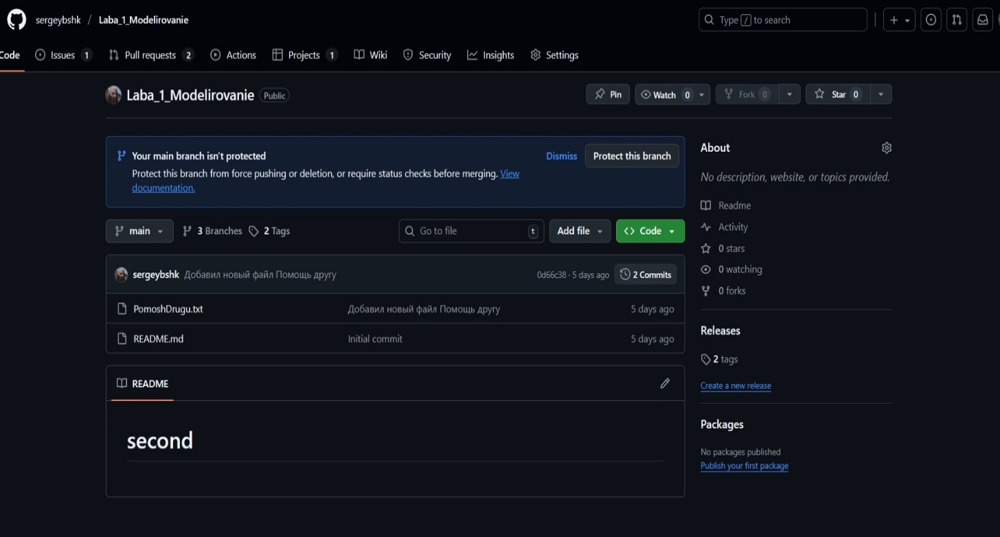 sergeybshk / Laba_1_Modelirovanie
Type / to search
Code Issues 1 Pull requests 2 Actions Projects 1 Wiki Security Insights Settings
Laba_1_Modelirovanie Public
Pin Watch 0 Fork 0 Star 0
Your main branch isn't protected
Protect this branch from force pushing or deletion, or require status checks before merging. View
documentation.
Dismiss Protect this branch
main 3 Branches 2 Tags
Go to file t Add file <> Code
sergeybshk Добавил новый файл Помощь другу 0d66c38 · 5 days ago 2 Commits
PomoshDrugu.txt Добавил новый файл Помощь другу 5 days ago
README.md Initial commit 5 days ago
README
second
About
No description, website, or topics provided.
Readme
Activity
0 stars
0 watching
0 forks
Releases
2 tags
Create a new release
Packages
No packages published
Publish your first package